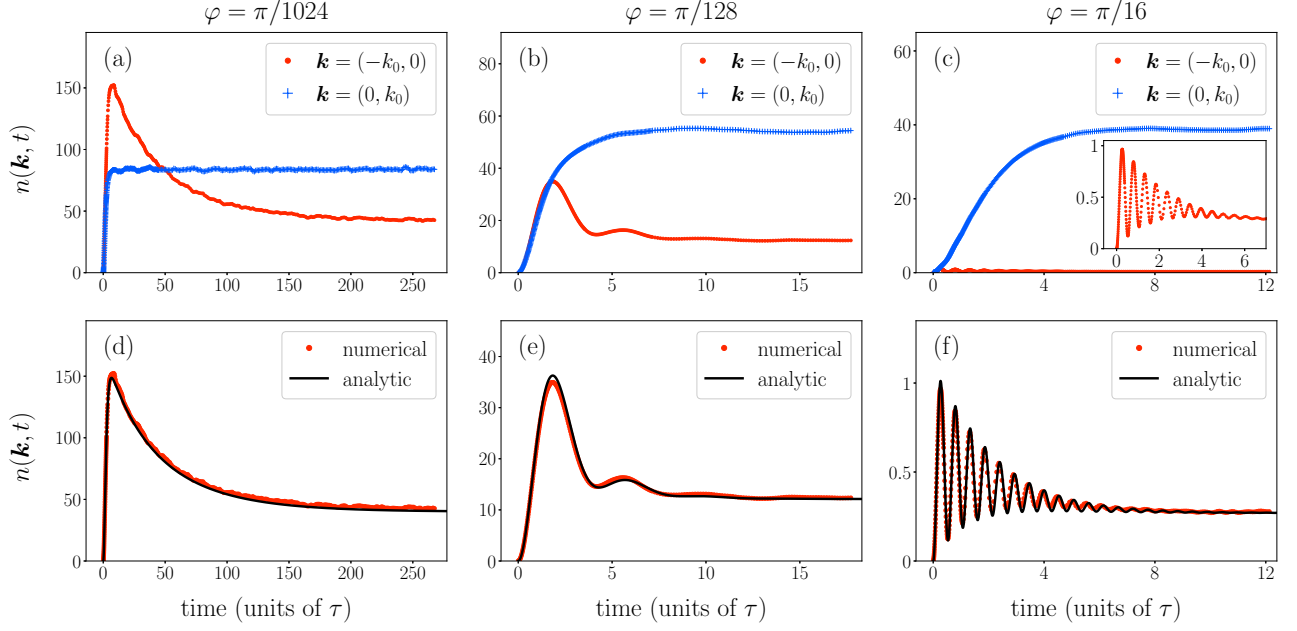 φ = π/1024
φ = π/128
φ = π/16
(a)
k = (−k₀, 0)
k = (0, k₀)
n(k, t)
150
100
50
0
0 50 100 150 200 250
(b)
k = (−k₀, 0)
k = (0, k₀)
80
60
40
20
0
0 5 10 15
(c)
k = (−k₀, 0)
k = (0, k₀)
60
40
20
0
0 4 8 12
1
0.5
0
0 2 4 6
(d)
numerical
analytic
n(k, t)
150
100
50
0
0 50 100 150 200 250
time (units of τ)
(e)
numerical
analytic
40
30
20
10
0
0 5 10 15
time (units of τ)
(f)
numerical
analytic
1
0.5
0
0 4 8 12
time (units of τ)